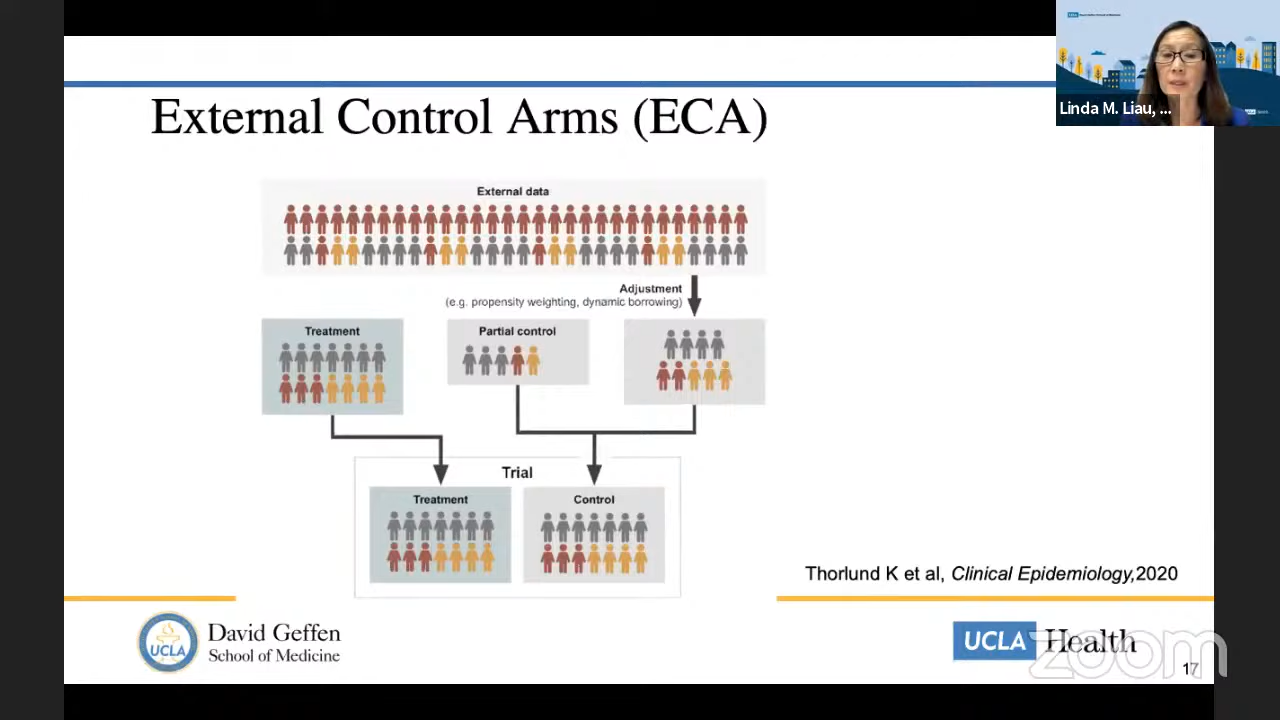 Linda M. Liau, ...
External Control Arms (ECA)
External data
Adjustment
(e.g. propensity weighting, dynamic borrowing)
Treatment
Partial control
Trial
Treatment
Control
Thorlund K et al, Clinical Epidemiology,2020
UCLA
David Geffen
School of Medicine
UCLA Health
zoom
17